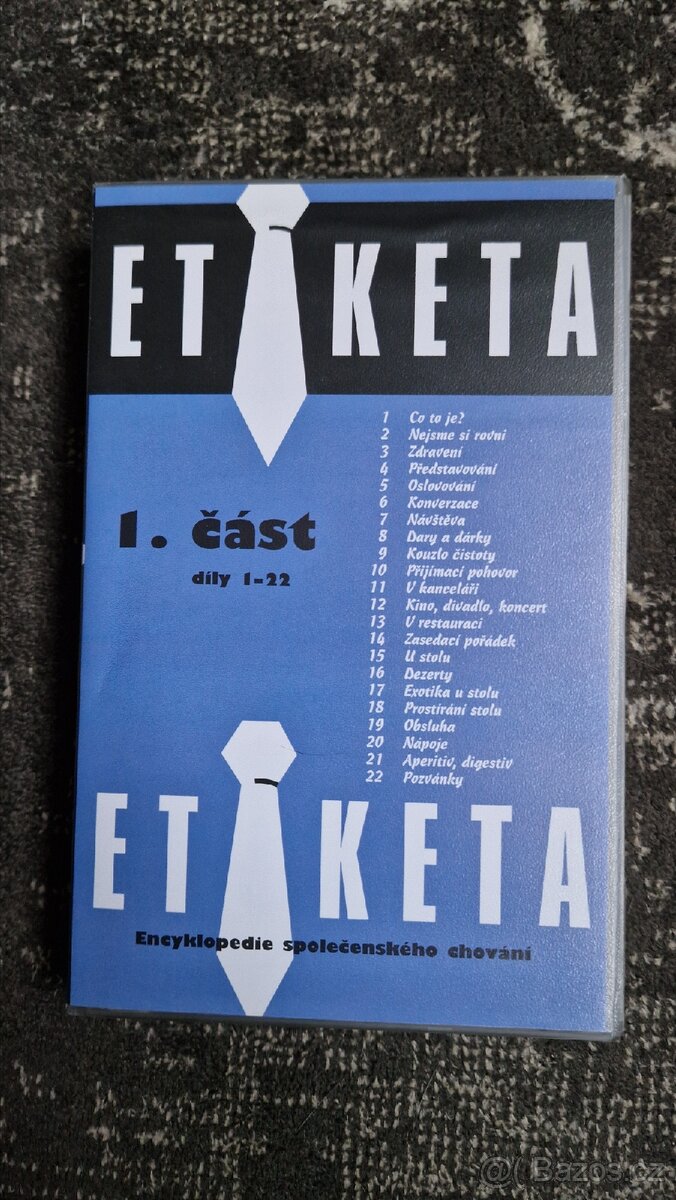 ETIKETA
1 Co to je?
2 Nejsme si rovni
3 Zdravení
4 Představování
5 Oslovování
6 Konverzace
7 Návštěva
8 Dary a dárky
9 Kouzlo čistoty
10 Přijímací pohovor
11 V kanceláři
12 Kino, divadlo, koncert
13 V restauraci
14 Zasedací pořádek
15 U stolu
16 Dezerty
17 Exotika u stolu
18 Prostírání stolu
19 Obsluha
20 Nápoje
21 Aperitiv, digestiv
22 Pozvánky
1. část
díly 1-22
ETIKETA
Encyklopedie společenského chování
@ Bazos.cz